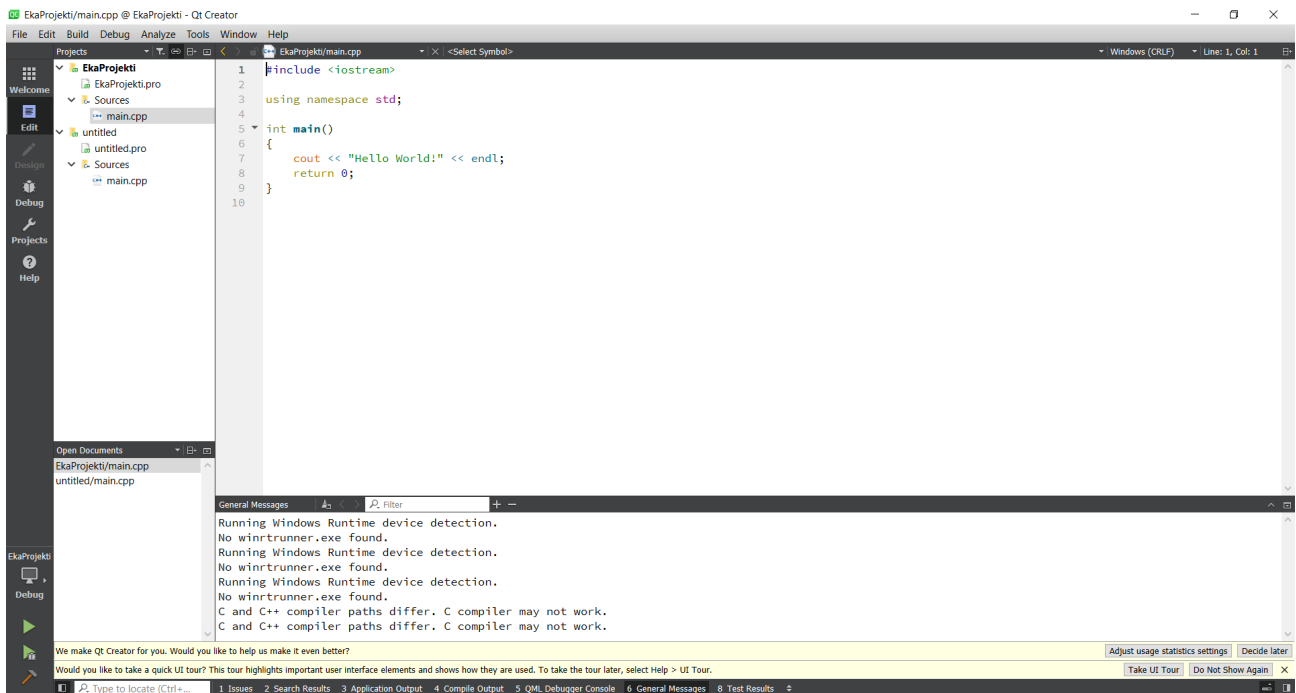 EkaProjekti/main.cpp @ EkaProjekti - Qt Creator
File Edit Build Debug Analyze Tools Window Help
Projects
EkaProjekti/main.cpp <Select Symbol> Windows (CRLF) Line: 1, Col: 1
Welcome
Edit
Design
Debug
Projects
Help
EkaProjekti
EkaProjekti.pro
Sources
main.cpp
untitled
untitled.pro
Sources
main.cpp
1 #include <iostream>
2
3 using namespace std;
4
5 int main()
6 {
7 cout << "Hello World!" << endl;
8 return 0;
9 }
10
Open Documents
EkaProjekti/main.cpp
untitled/main.cpp
General Messages Filter
Running Windows Runtime device detection.
No winrtrunner.exe found.
Running Windows Runtime device detection.
No winrtrunner.exe found.
Running Windows Runtime device detection.
No winrtrunner.exe found.
C and C++ compiler paths differ. C compiler may not work.
C and C++ compiler paths differ. C compiler may not work.
EkaProjekti
Debug
We make Qt Creator for you. Would you like to help us make it even better? Adjust usage statistics settings Decide later
Would you like to take a quick UI tour? This tour highlights important user interface elements and shows how they are used. To take the tour later, select Help > UI Tour. Take UI Tour Do Not Show Again
Type to locate (Ctrl+... 1 Issues 2 Search Results 3 Application Output 4 Compile Output 5 QML Debugger Console 6 General Messages 8 Test Results